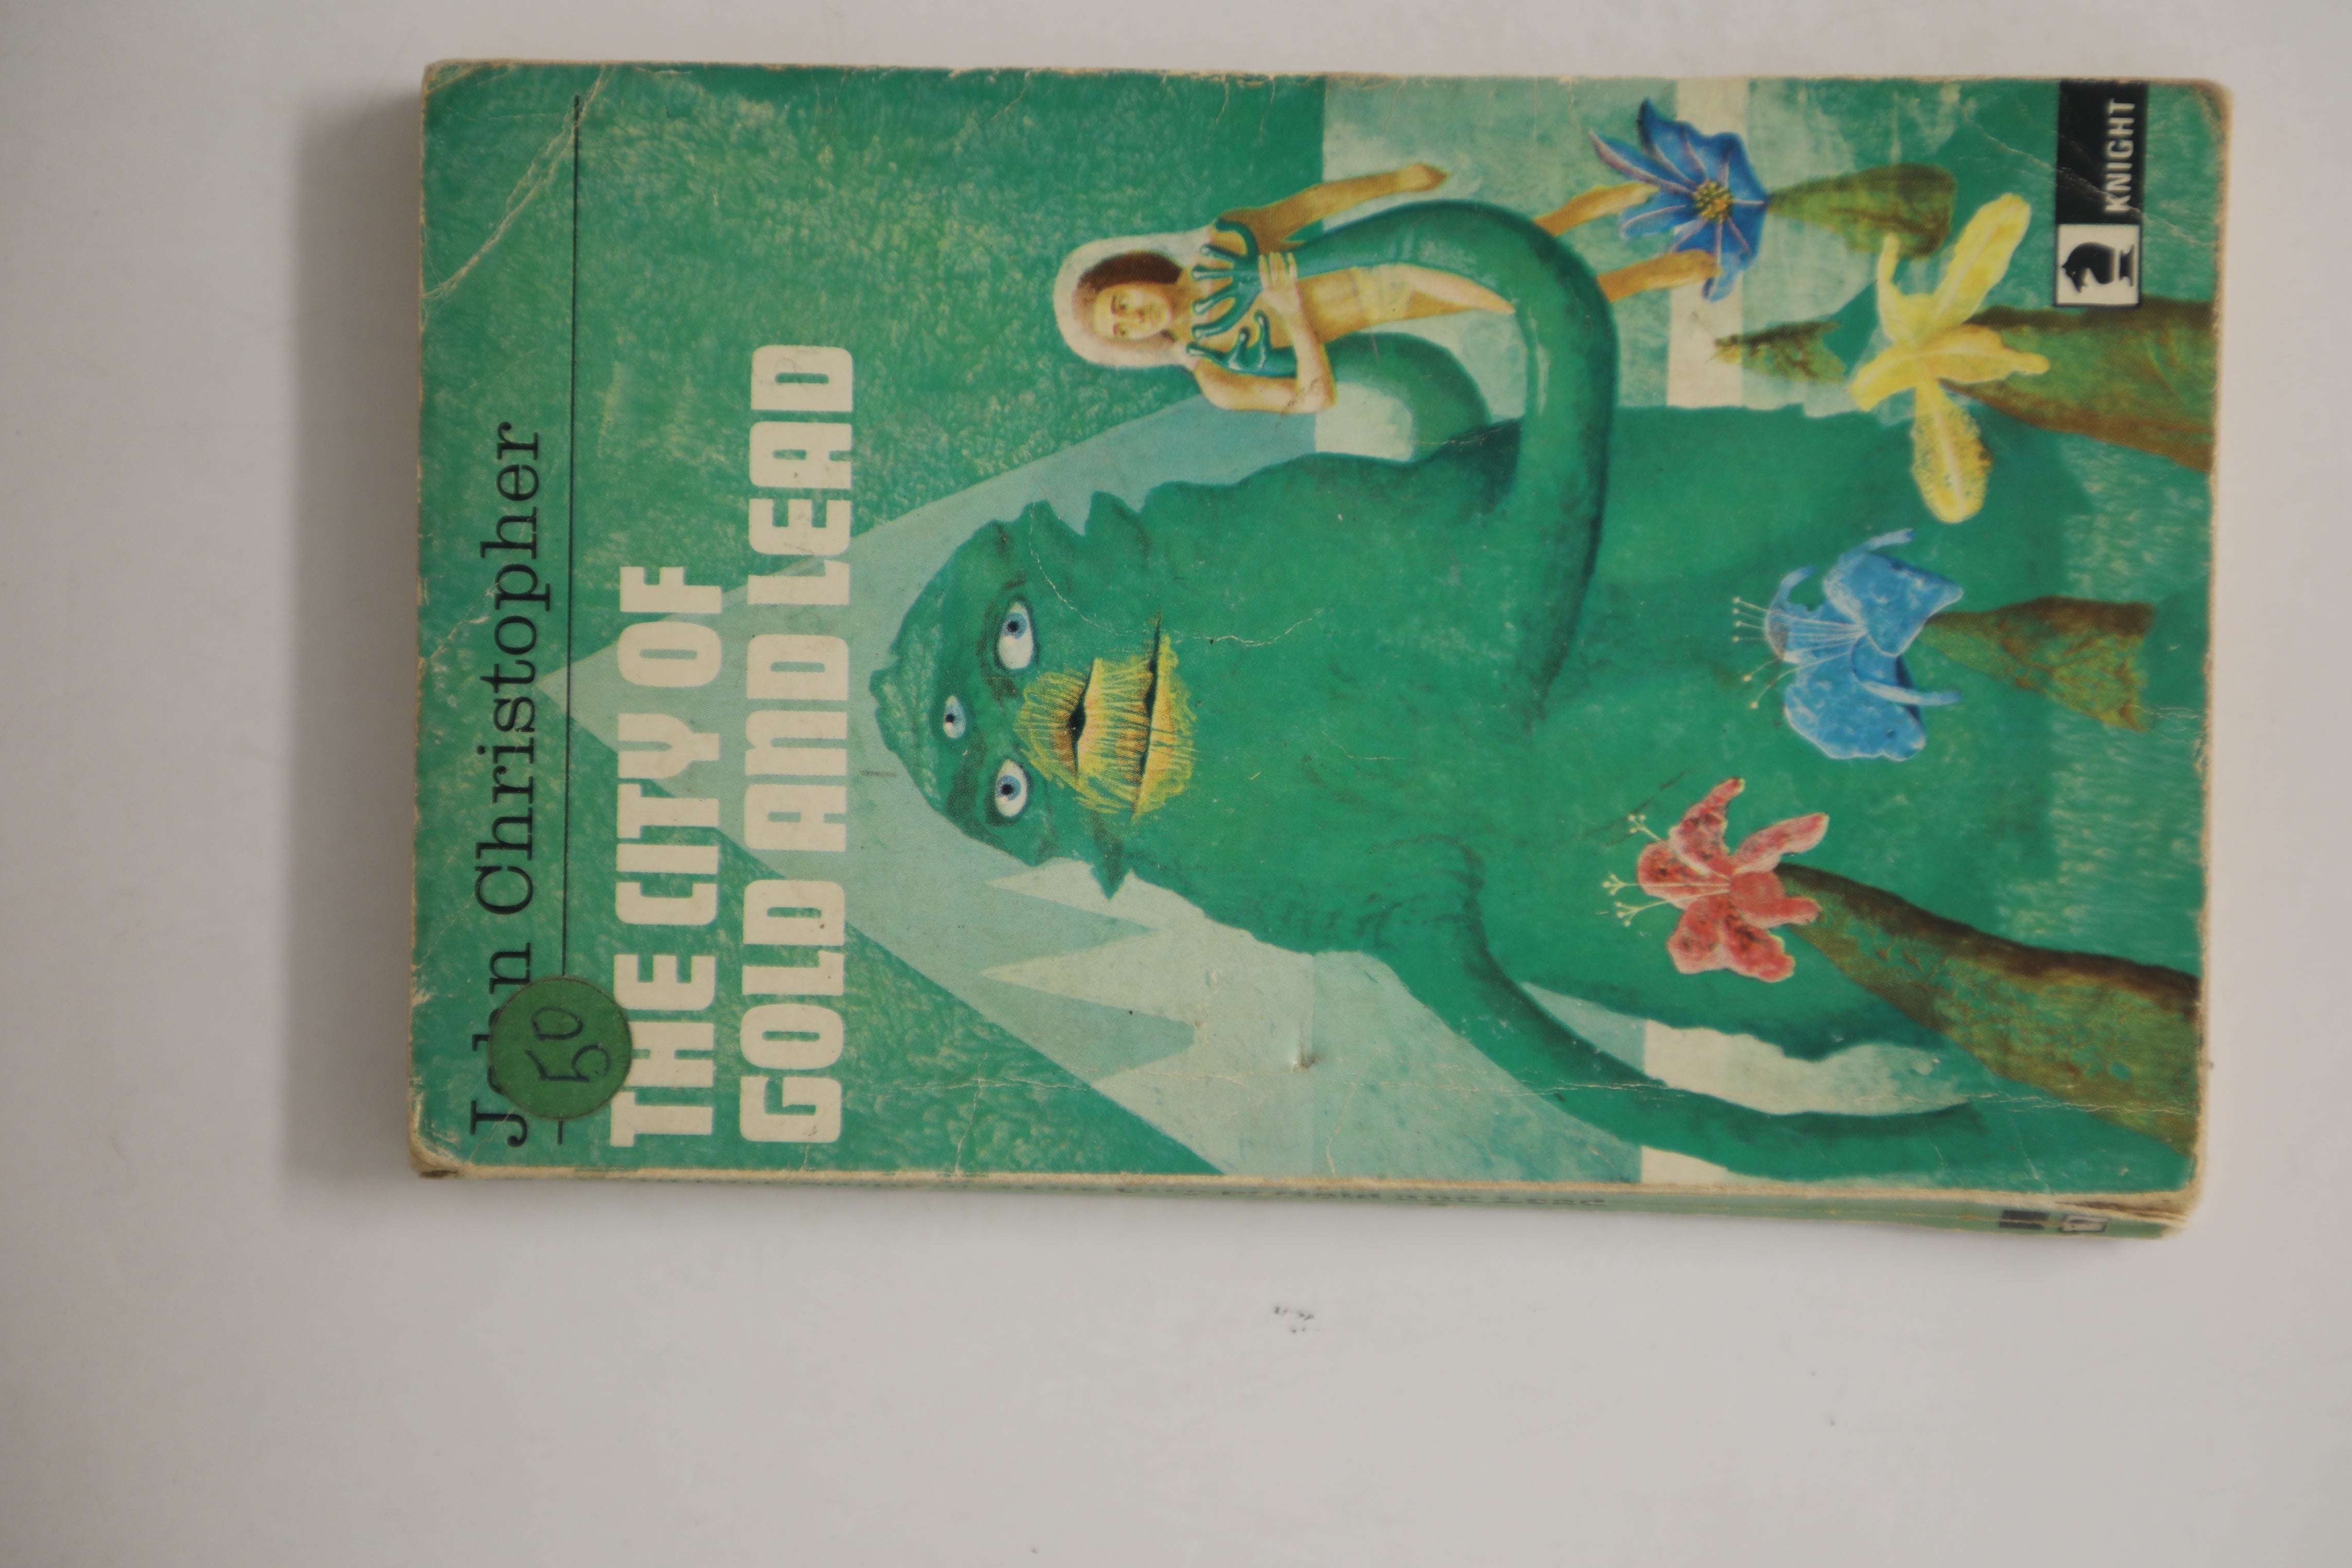 John Christopher
50
THE CITY OF
GOLD AND LEAD
KNIGHT